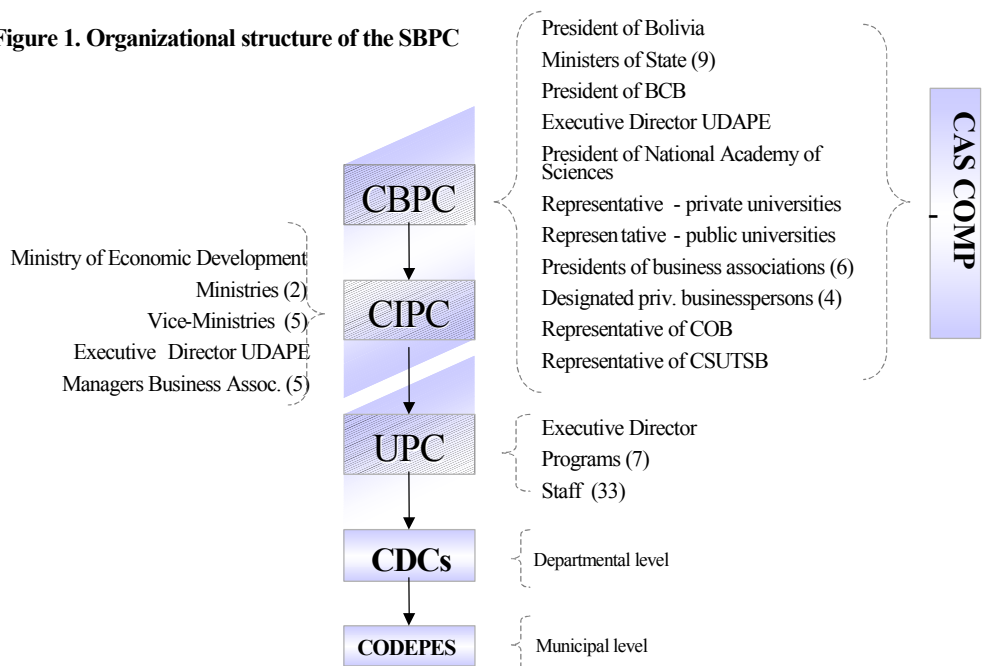 Figure 1. Organizational structure of the SBPC
President of Bolivia
Ministers of State (9)
President of BCB
Executive Director UDAPE
President of National Academy of
Sciences
Representative - private universities
Representative - public universities
Presidents of business associations (6)
Designated priv. businesspersons (4)
Representative of COB
Representative of CSUTSB
CAS COMP
-
CBPC
Ministry of Economic Development
Ministries (2)
Vice-Ministries (5)
Executive Director UDAPE
Managers Business Assoc. (5)
CIPC
UPC
Executive Director
Programs (7)
Staff (33)
CDCs
Departmental level
CODEPES
Municipal level